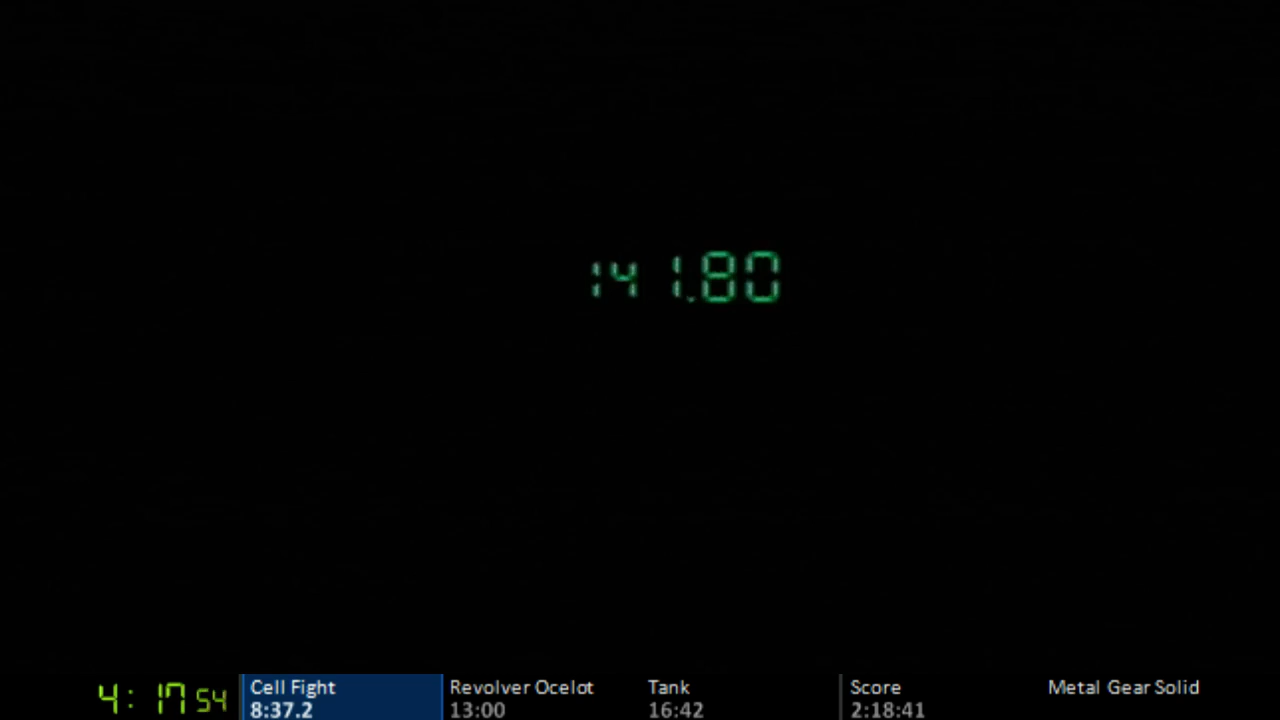 141.80
4:17 54
Cell Fight
8:37.2
Revolver Ocelot
13:00
Tank
16:42
Score
2:18:41
Metal Gear Solid